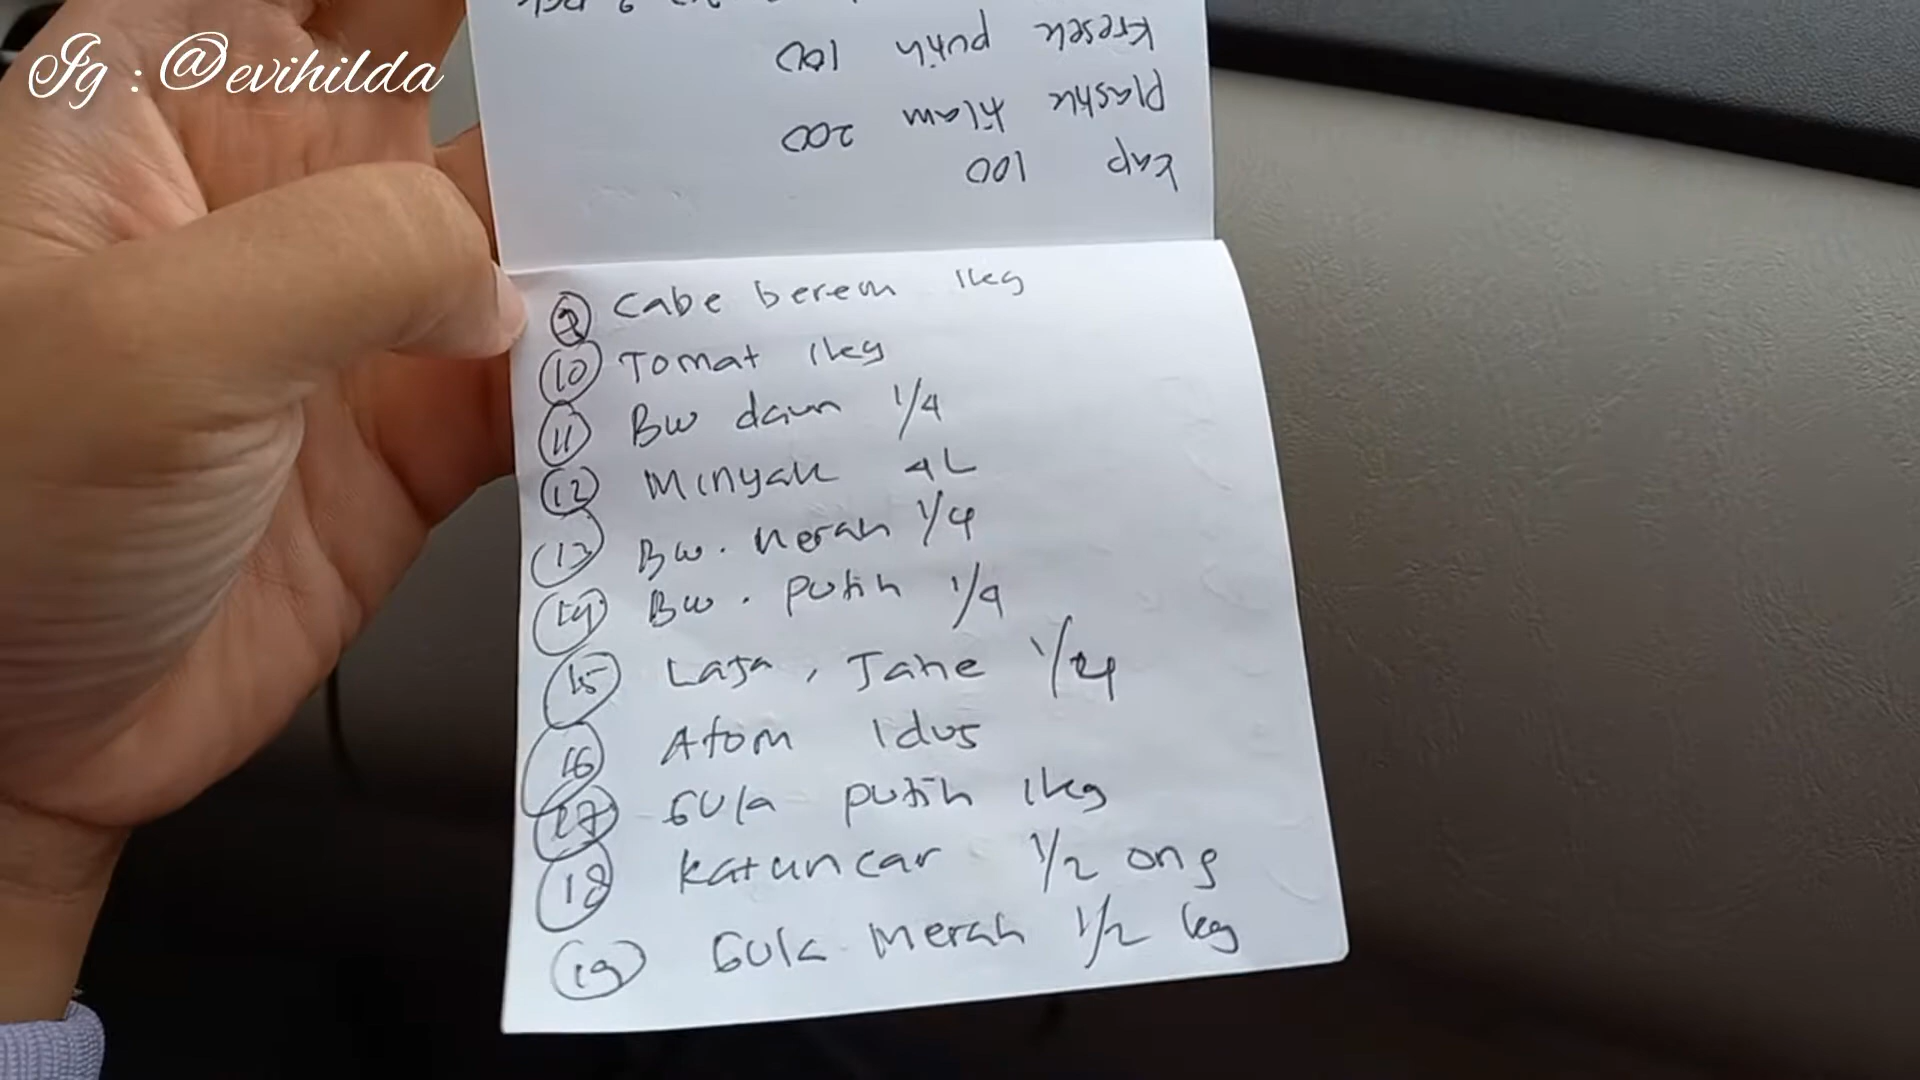 Ig : @evihilda
Kresek putih 100
Plastik Klam 200
Kap 100
9 Cabe berem 1kg
10 Tomat 1kg
11 Bw daun 1/4
12 Minyak 4L
13 Bw. Merah 1/4
14 Bw. putih 1/4
15 Laja, Jahe 1/4
16 Atom 1dus
17 Gula putih 1kg
18 Katuncar 1/2 ons
19 Gula Merah 1/2 kg